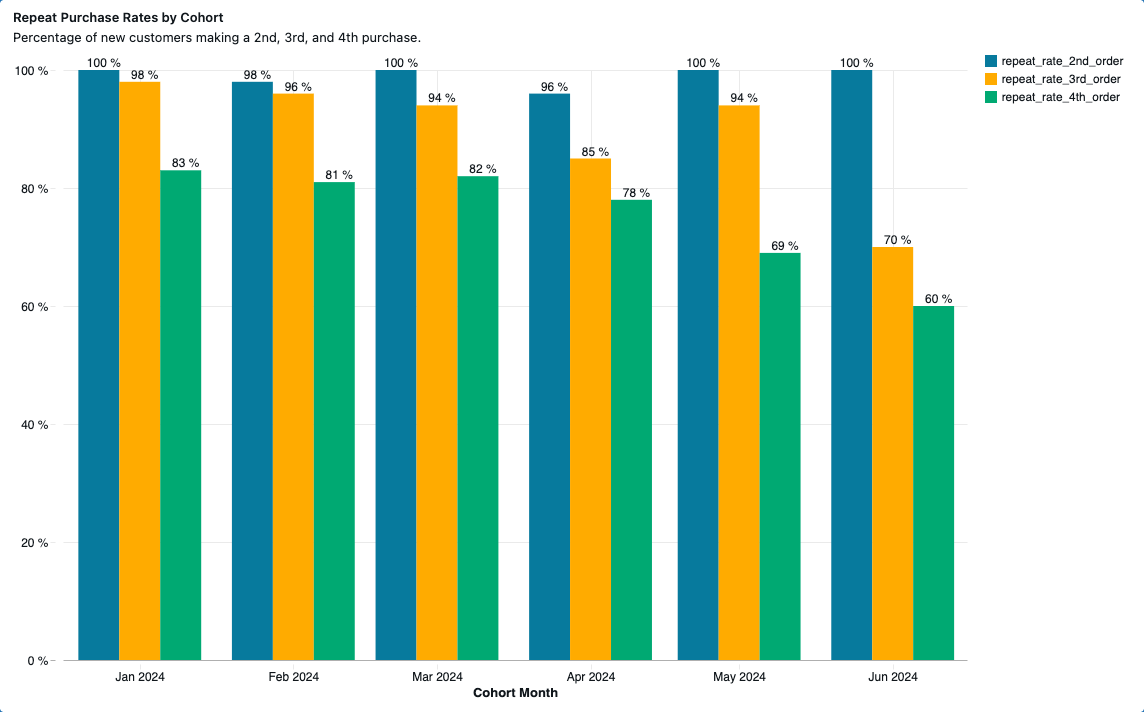 Repeat Purchase Rates by Cohort
Percentage of new customers making a 2nd, 3rd, and 4th purchase.
repeat_rate_2nd_order
repeat_rate_3rd_order
repeat_rate_4th_order
100 %
80 %
60 %
40 %
20 %
0 %
100 %
98 %
83 %
98 %
96 %
81 %
100 %
94 %
82 %
96 %
85 %
78 %
100 %
94 %
69 %
100 %
70 %
60 %
Jan 2024
Feb 2024
Mar 2024
Apr 2024
May 2024
Jun 2024
Cohort Month